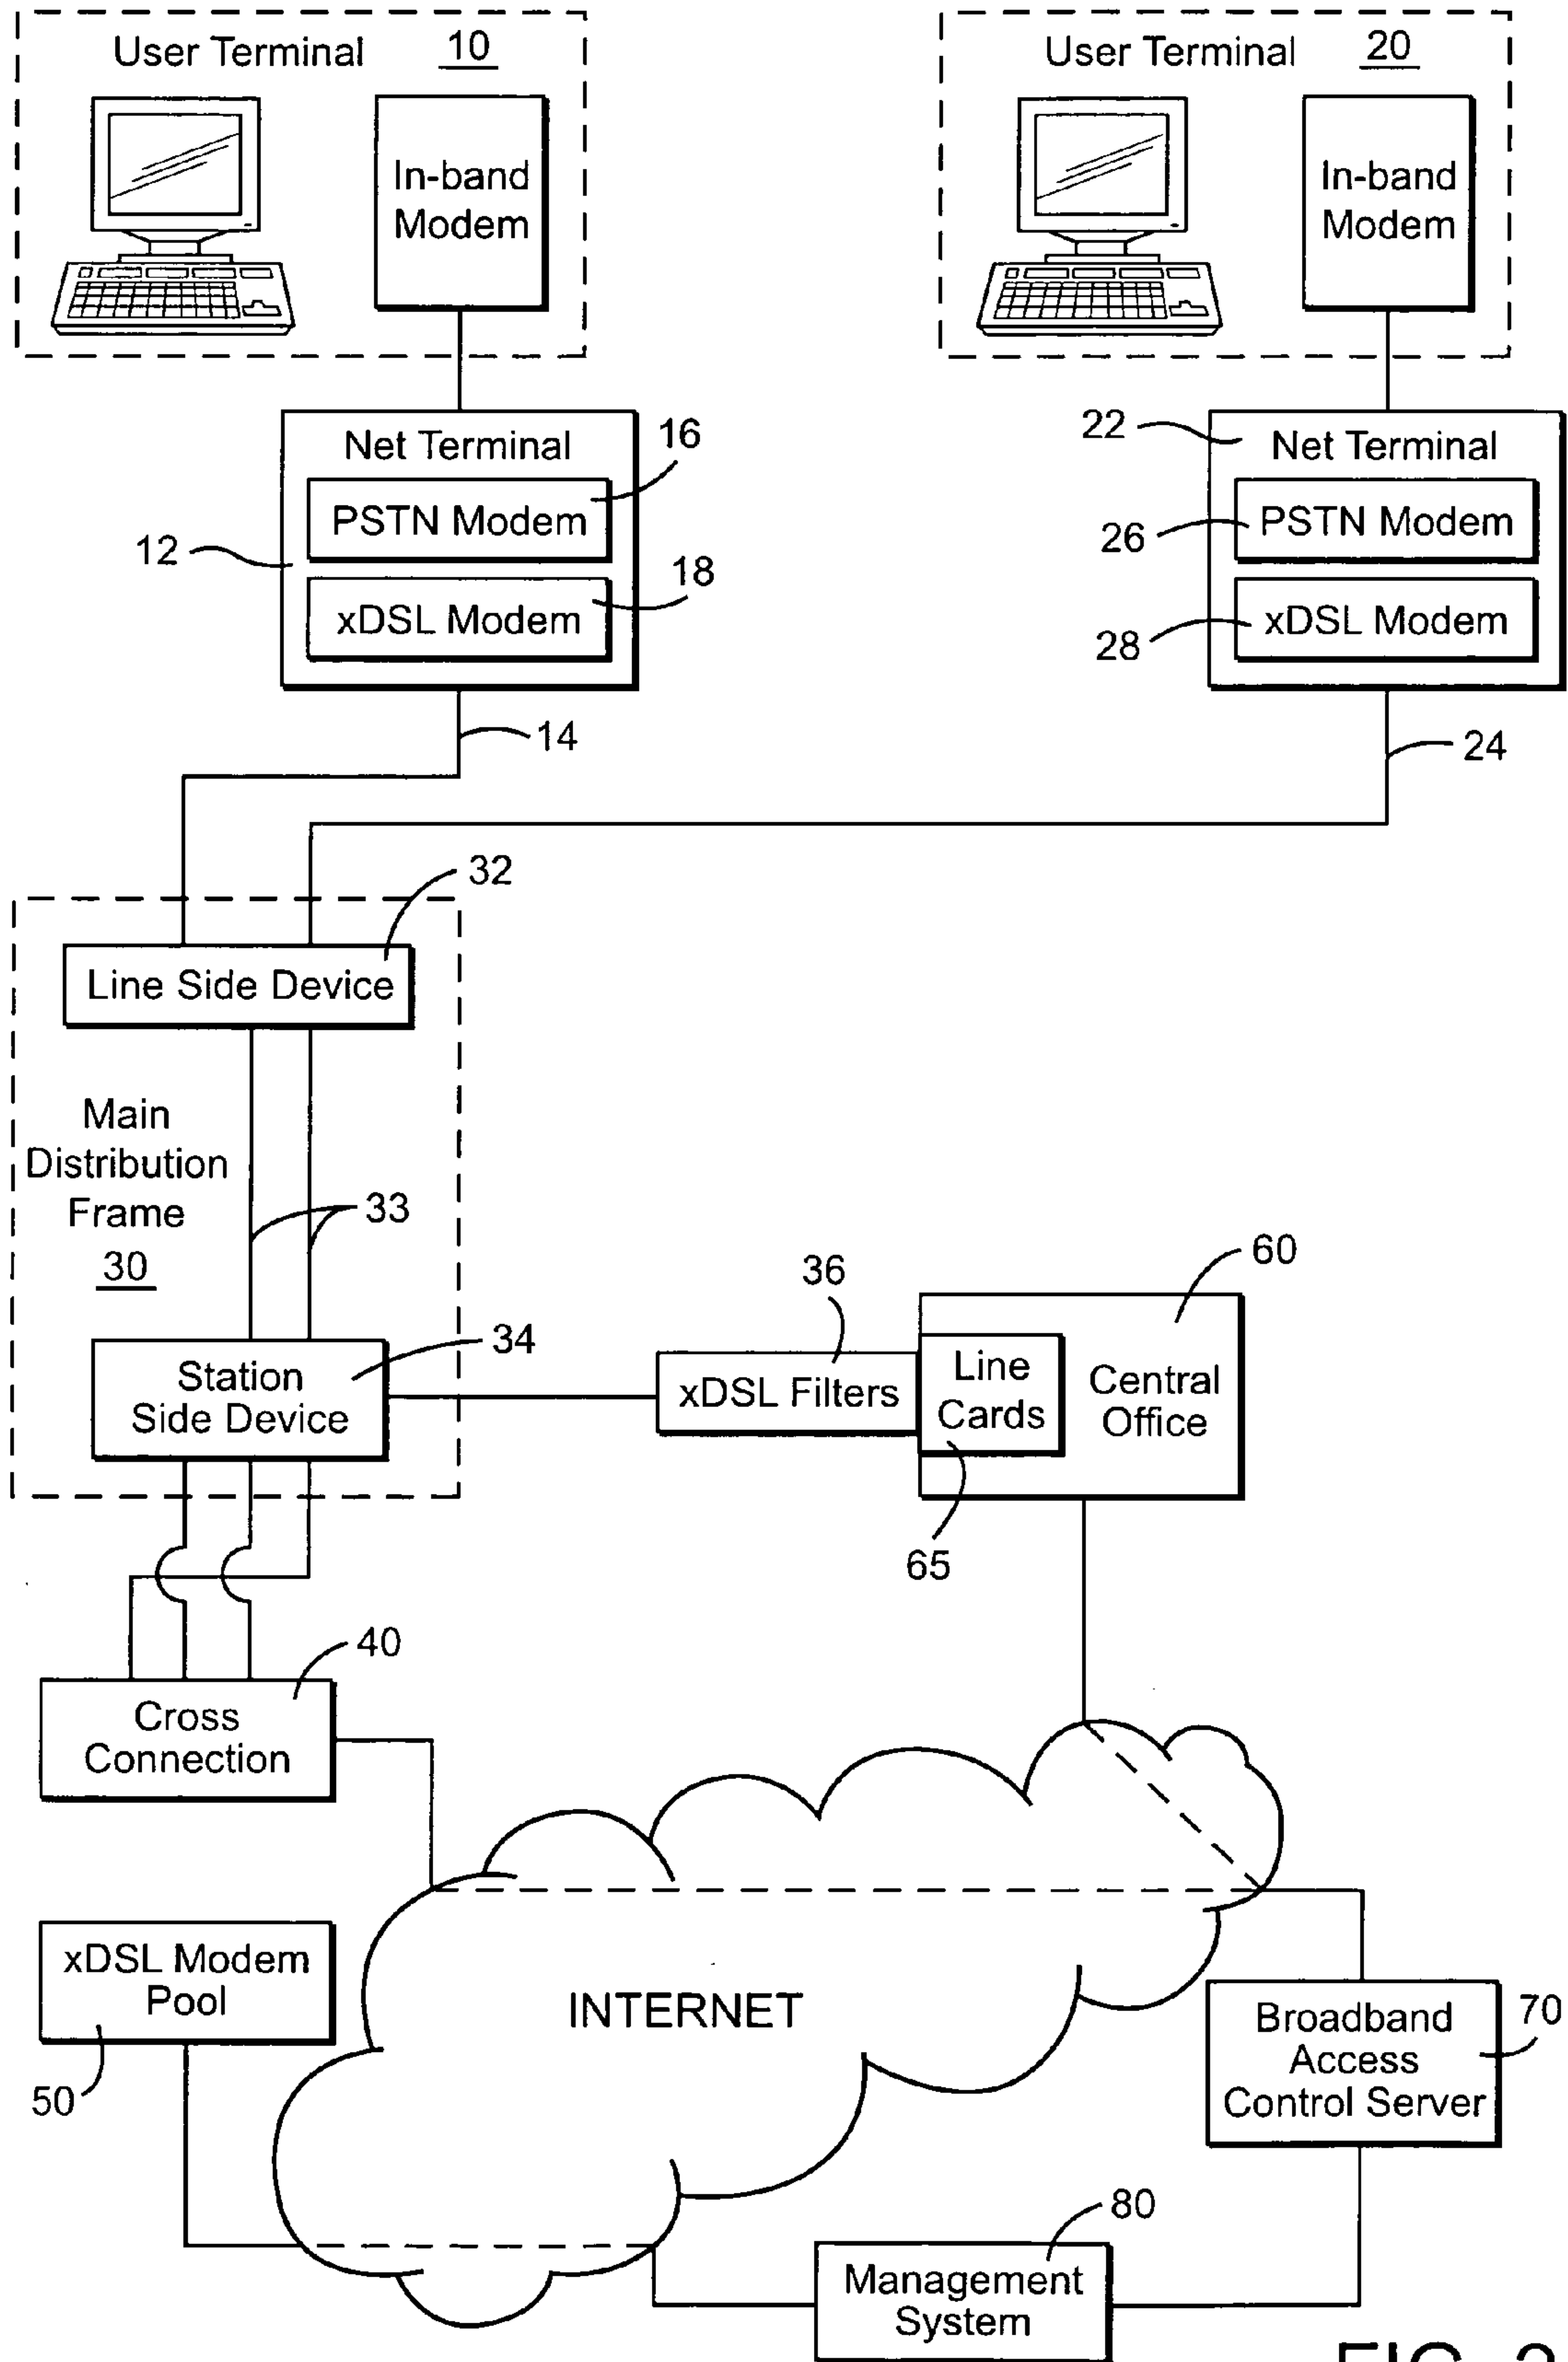 User Terminal 10
In-band
Modem
User Terminal 20
In-band
Modem
Net Terminal
16
PSTN Modem
12
18
xDSL Modem
22
Net Terminal
26
PSTN Modem
28
xDSL Modem
14
24
32
Line Side Device
Main
Distribution
Frame
30
33
34
Station
Side Device
36
xDSL Filters
60
Line
Cards
Central
Office
65
40
Cross
Connection
xDSL Modem
Pool
50
INTERNET
Broadband
Access
Control Server
70
80
Management
System